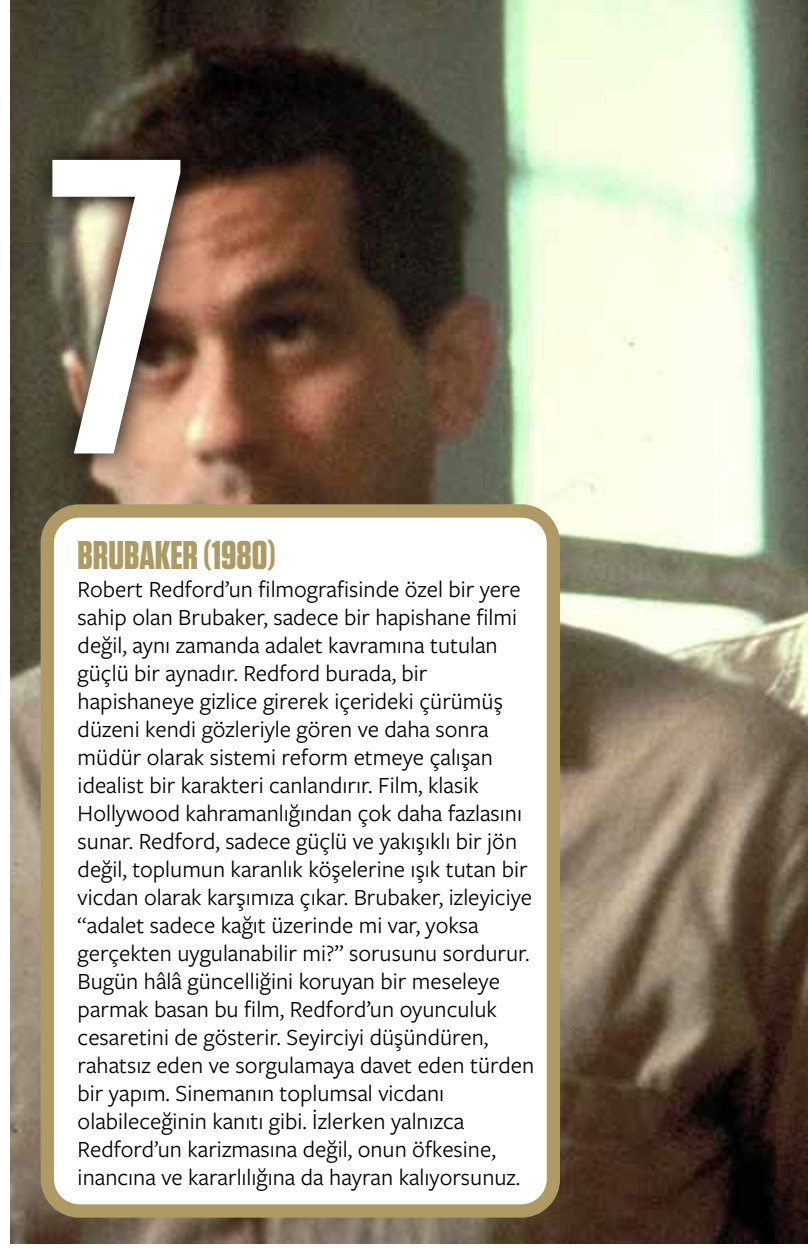 7
BRUBAKER (1980)
Robert Redford’un filmografisinde özel bir yere
sahip olan Brubaker, sadece bir hapishane filmi
değil, aynı zamanda adalet kavramına tutulan
güçlü bir aynadır. Redford burada, bir
hapishaneye gizlice girerek içerideki çürümüş
düzeni kendi gözleriyle gören ve daha sonra
müdür olarak sistemi reform etmeye çalışan
idealist bir karakteri canlandırır. Film, klasik
Hollywood kahramanlığından çok daha fazlasını
sunar. Redford, sadece güçlü ve yakışıklı bir jön
değil, toplumun karanlık köşelerine ışık tutan bir
vicdan olarak karşımıza çıkar. Brubaker, izleyiciye
“adalet sadece kağıt üzerinde mi var, yoksa
gerçekten uygulanabilir mi?” sorusunu sordurur.
Bugün hâlâ güncelliğini koruyan bir meseleye
parmak basan bu film, Redford’un oyunculuk
cesaretini de gösterir. Seyirciyi düşündüren,
rahatsız eden ve sorgulamaya davet eden türden
bir yapım. Sinemanın toplumsal vicdanı
olabileceğinin kanıtı gibi. İzlerken yalnızca
Redford’un karizmasına değil, onun öfkesine,
inancına ve kararlılığına da hayran kalıyorsunuz.